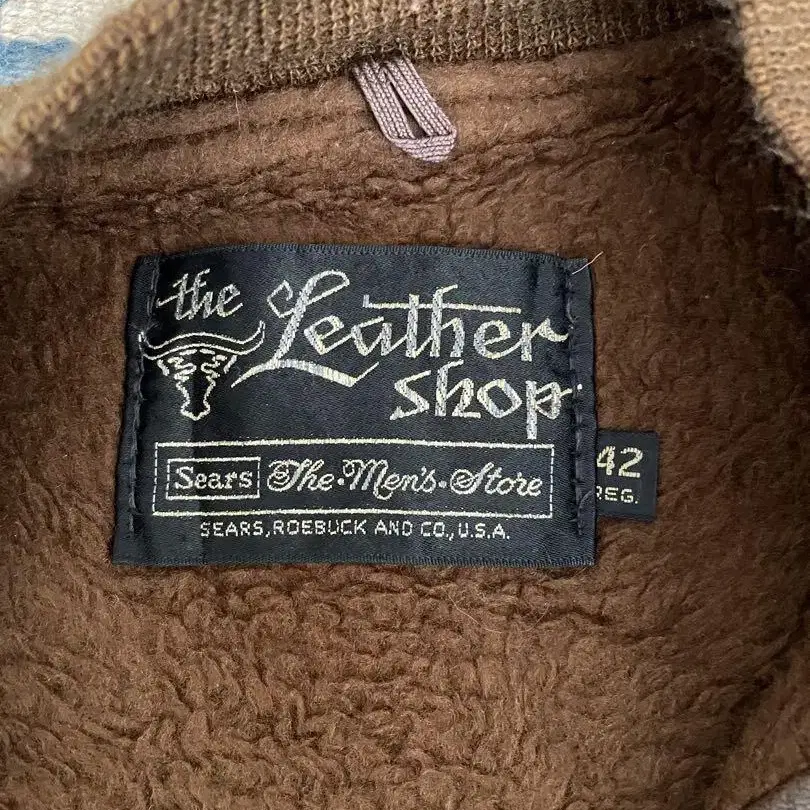 the Leather
shop
Sears The Men's Store
SEARS, ROEBUCK AND CO., U.S.A.
42
REG.